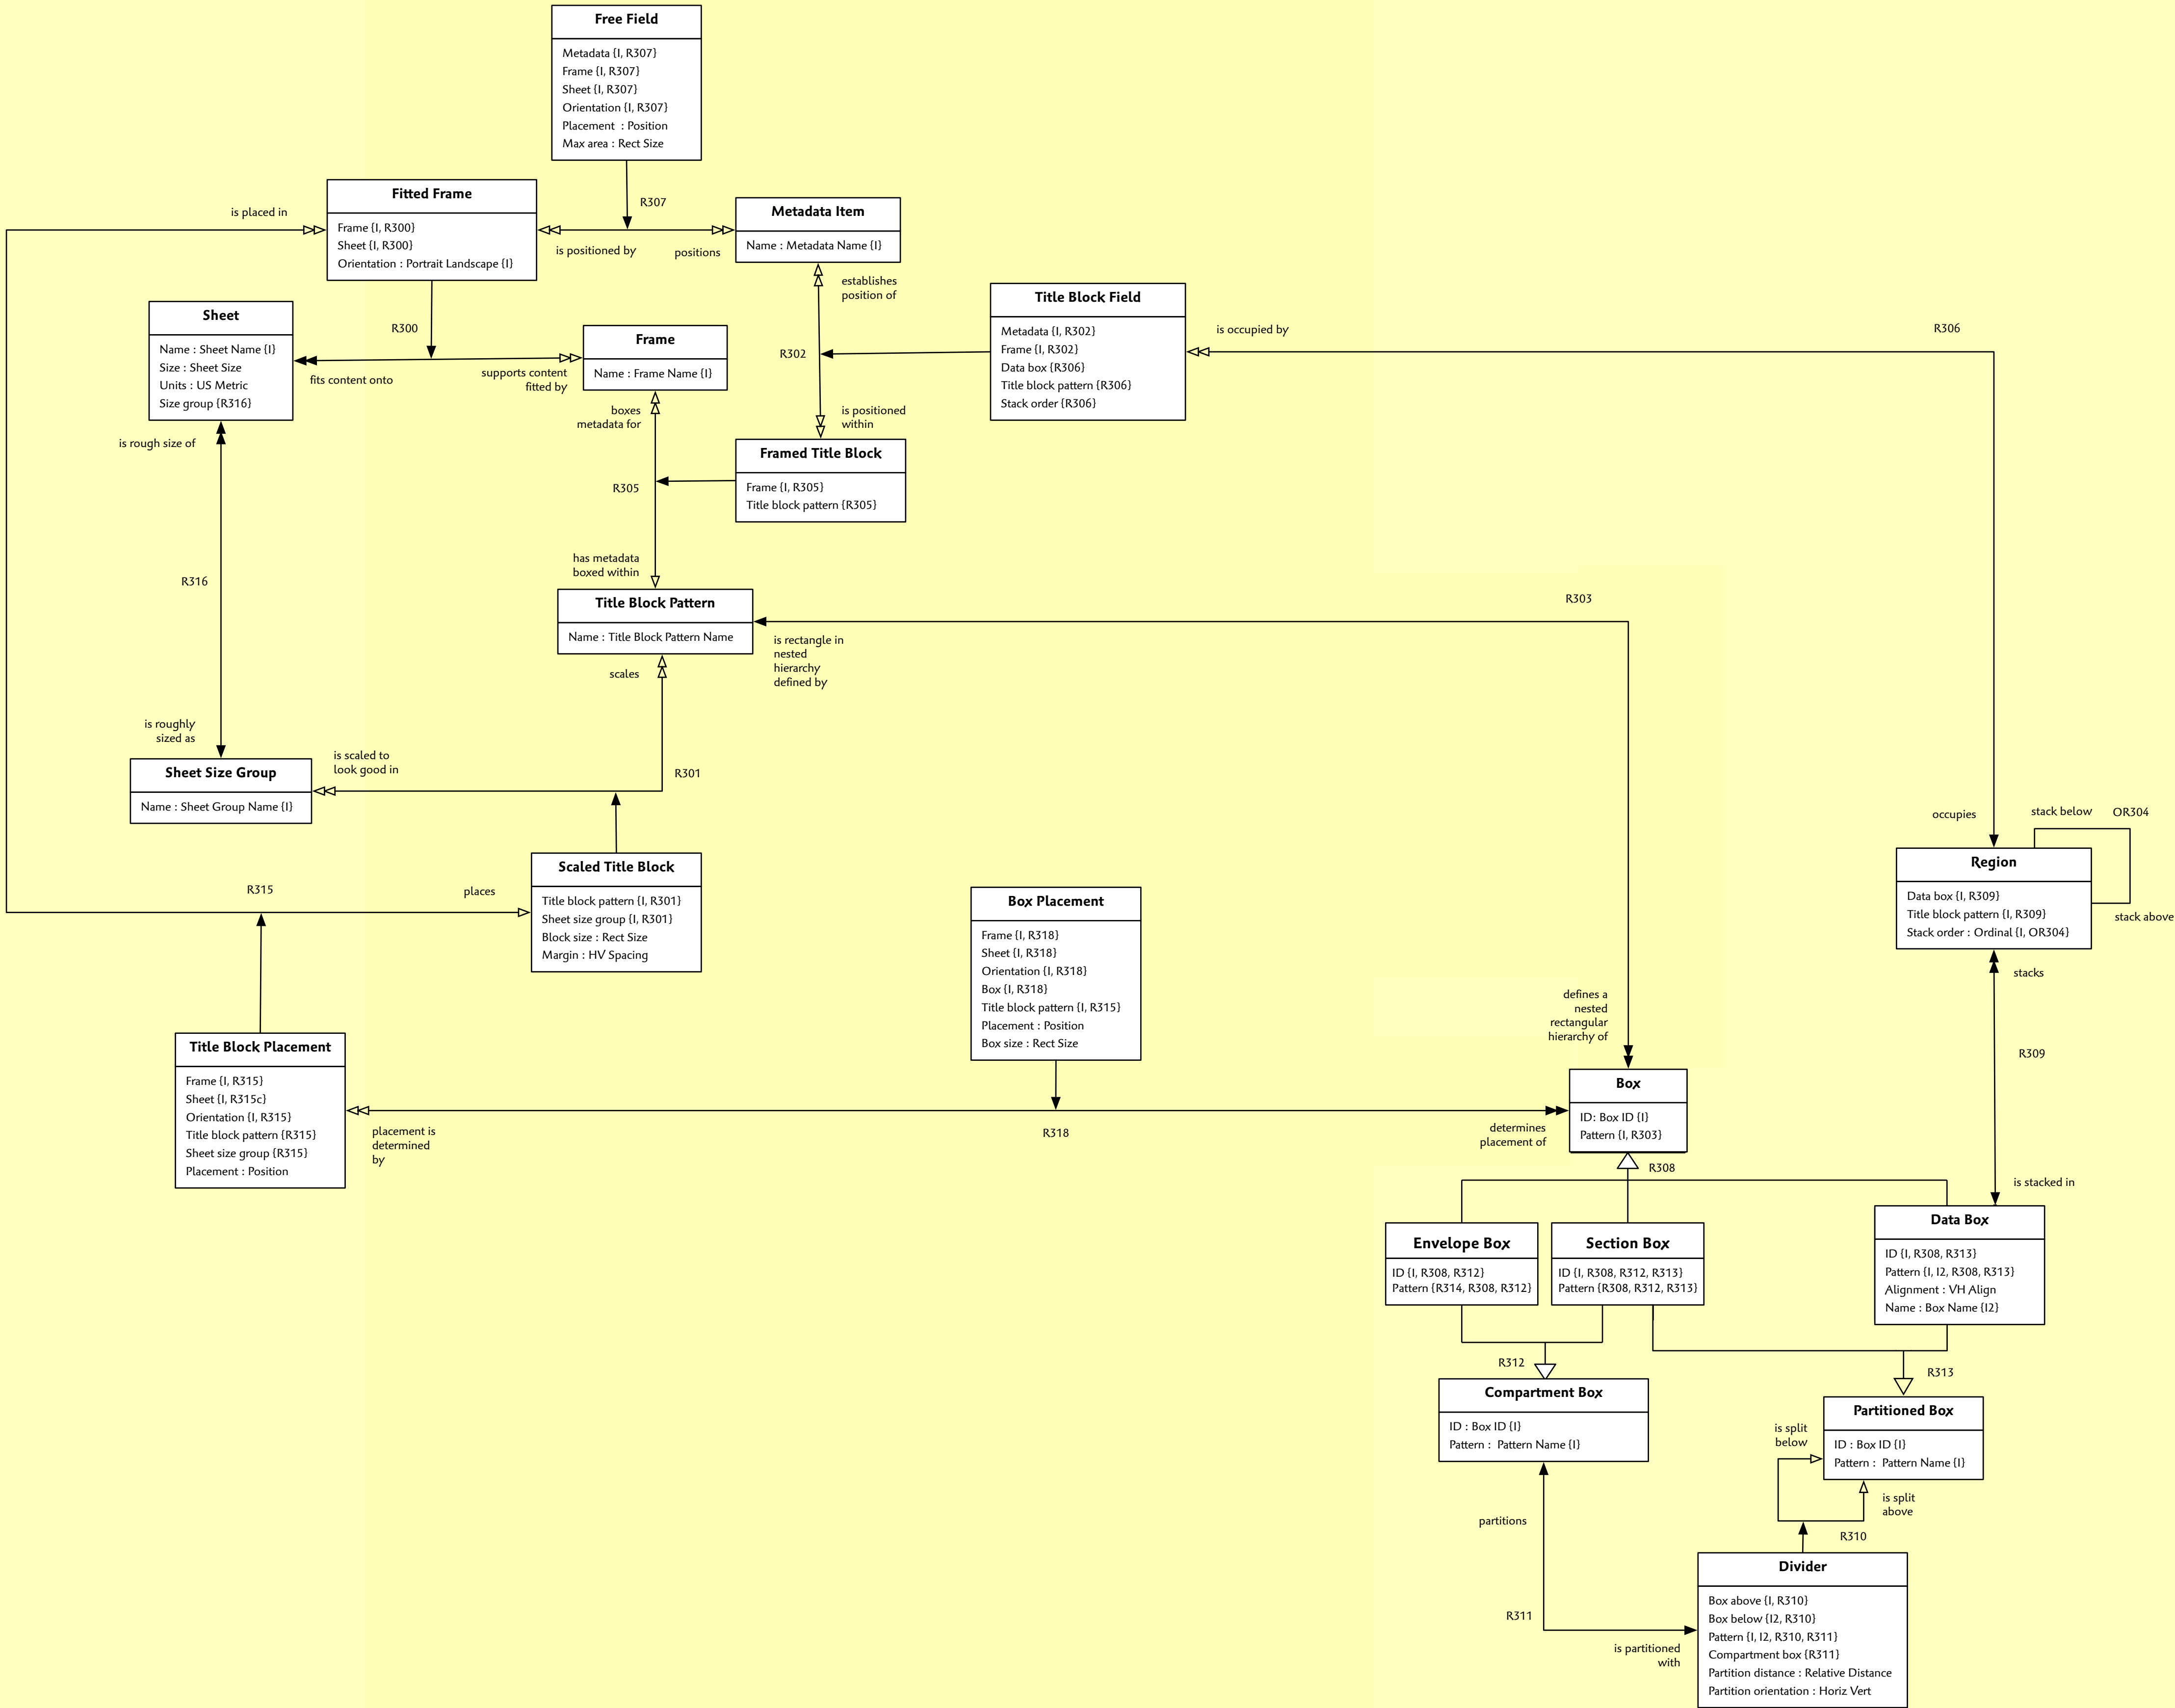 Free Field
Metadata {I, R307}
Frame {I, R307}
Sheet {I, R307}
Orientation {I, R307}
Placement : Position
Max area : Rect Size
Fitted Frame
Frame {I, R300}
Sheet {I, R300}
Orientation : Portrait Landscape {I}
is placed in
R307
is positioned by
positions
Metadata Item
Name : Metadata Name {I}
establishes
position of
Title Block Field
Metadata {I, R302}
Frame {I, R302}
Data box {R306}
Title block pattern {R306}
Stack order {R306}
is occupied by
R306
Sheet
Name : Sheet Name {I}
Size : Sheet Size
Units : US Metric
Size group {R316}
R300
fits content onto
supports content
fitted by
Frame
Name : Frame Name {I}
R302
is positioned
within
is rough size of
boxes
metadata for
Framed Title Block
Frame {I, R305}
Title block pattern {R305}
R305
R316
has metadata
boxed within
Title Block Pattern
Name : Title Block Pattern Name
R303
is rectangle in
nested
hierarchy
defined by
scales
is roughly
sized as
Sheet Size Group
Name : Sheet Group Name {I}
is scaled to
look good in
R301
Scaled Title Block
Title block pattern {I, R301}
Sheet size group {I, R301}
Block size : Rect Size
Margin : HV Spacing
R315
places
occupies
stack below
OR304
Region
Data box {I, R309}
Title block pattern {I, R309}
Stack order : Ordinal {I, OR304}
stack above
stacks
R309
is stacked in
Box Placement
Frame {I, R318}
Sheet {I, R318}
Orientation {I, R318}
Box {I, R318}
Title block pattern {I, R315}
Placement : Position
Box size : Rect Size
Title Block Placement
Frame {I, R315}
Sheet {I, R315c}
Orientation {I, R315}
Title block pattern {R315}
Sheet size group {R315}
Placement : Position
placement is
determined
by
R318
determines
placement of
defines a
nested
rectangular
hierarchy of
Box
ID: Box ID {I}
Pattern {I, R303}
R308
Envelope Box
ID {I, R308, R312}
Pattern {R314, R308, R312}
Section Box
ID {I, R308, R312, R313}
Pattern {R308, R312, R313}
Data Box
ID {I, R308, R313}
Pattern {I, I2, R308, R313}
Alignment : VH Align
Name : Box Name {I2}
R312
Compartment Box
ID : Box ID {I}
Pattern : Pattern Name {I}
R313
Partitioned Box
ID : Box ID {I}
Pattern : Pattern Name {I}
is split
below
is split
above
R310
partitions
R311
is partitioned
with
Divider
Box above {I, R310}
Box below {I2, R310}
Pattern {I, I2, R310, R311}
Compartment box {R311}
Partition distance : Relative Distance
Partition orientation : Horiz Vert